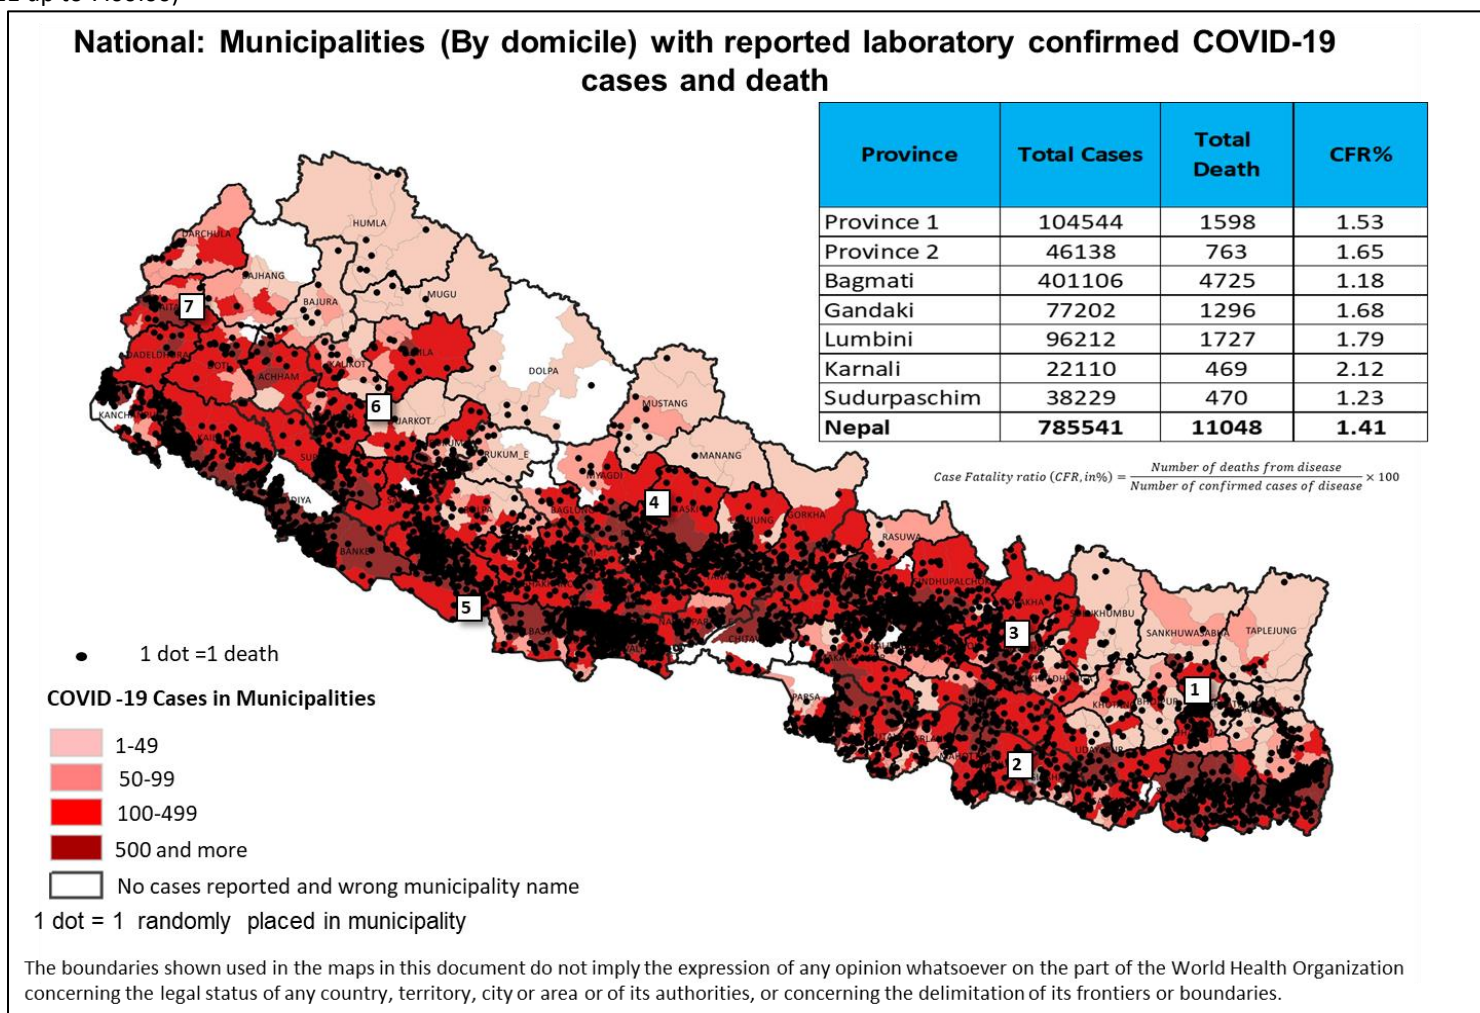 National: Municipalities (By domicile) with reported laboratory confirmed COVID-19
cases and death
Province Total Cases Total Death CFR%
Province 1 104544 1598 1.53
Province 2 46138 763 1.65
Bagmati 401106 4725 1.18
Gandaki 77202 1296 1.68
Lumbini 96212 1727 1.79
Karnali 22110 469 2.12
Sudurpaschim 38229 470 1.23
Nepal 785541 11048 1.41
Case Fatality ratio (CFR, in%) = Number of deaths from disease / Number of confirmed cases of disease × 100
HUMLA
DARCHULA
BAJHANG
MUGU
BAJURA
7
DOLPA
ACHHAM
MUSTANG
6
MANANG
RUKUM_E
4
GORKHA
RASUWA
BANKE
5
3
SANKHUWASABHA
TAPLEJUNG
1
PARSA
2
1 dot =1 death
COVID -19 Cases in Municipalities
1-49
50-99
100-499
500 and more
No cases reported and wrong municipality name
1 dot = 1 randomly placed in municipality
The boundaries shown used in the maps in this document do not imply the expression of any opinion whatsoever on the part of the World Health Organization
concerning the legal status of any country, territory, city or area or of its authorities, or concerning the delimitation of its frontiers or boundaries.